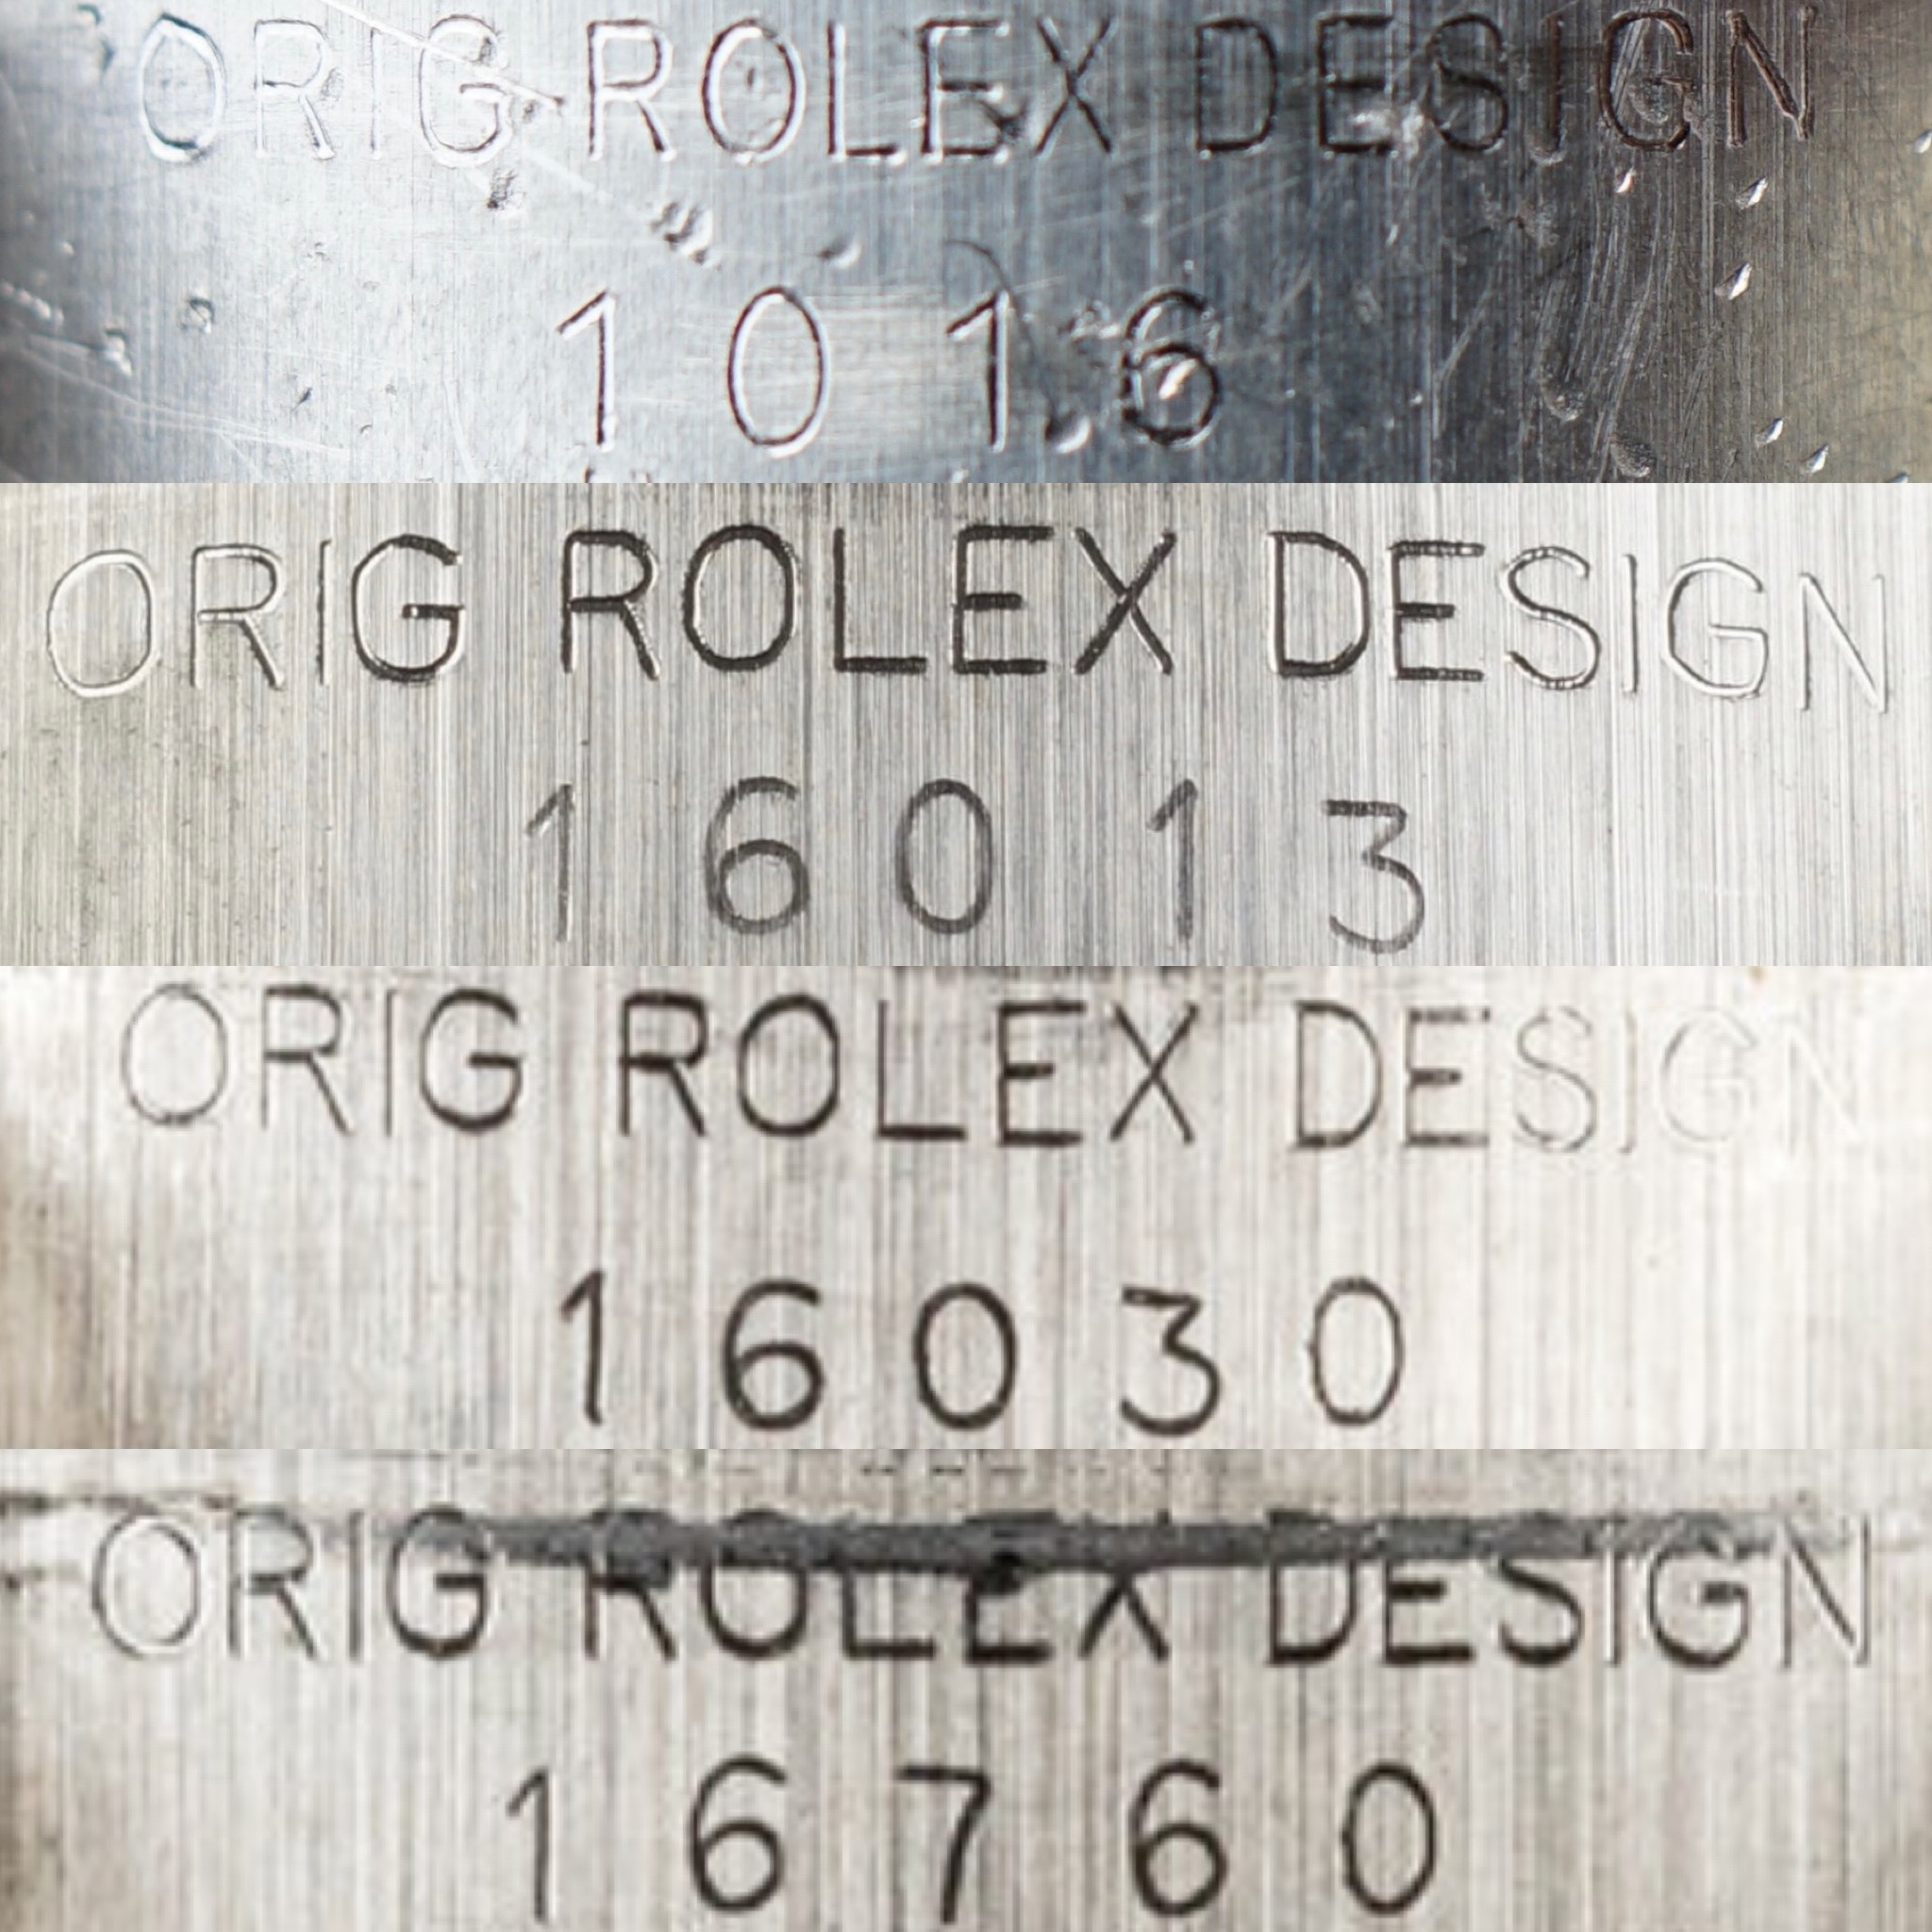 ORIG ROLEX DESIGN
1016
ORIG ROLEX DESIGN
16013
ORIG ROLEX DESIGN
16030
ORIG ROLEX DESIGN
16760